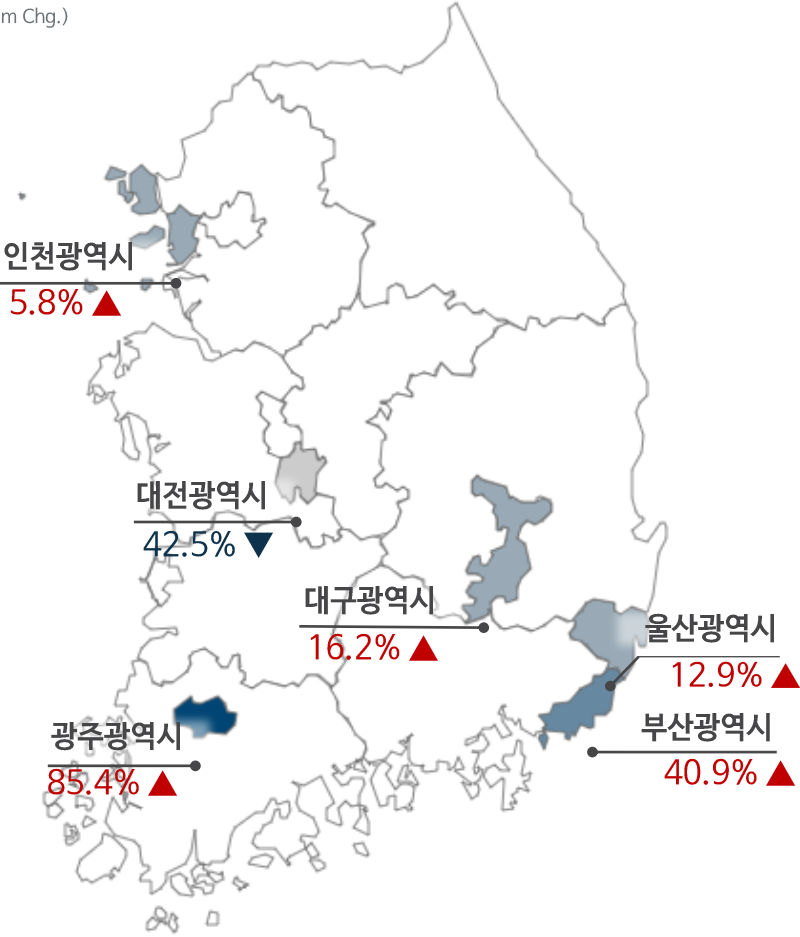 m Chg.)
인천광역시
5.8% ▲
대전광역시
42.5% ▼
대구광역시
16.2% ▲
울산광역시
12.9% ▲
부산광역시
40.9% ▲
광주광역시
85.4% ▲